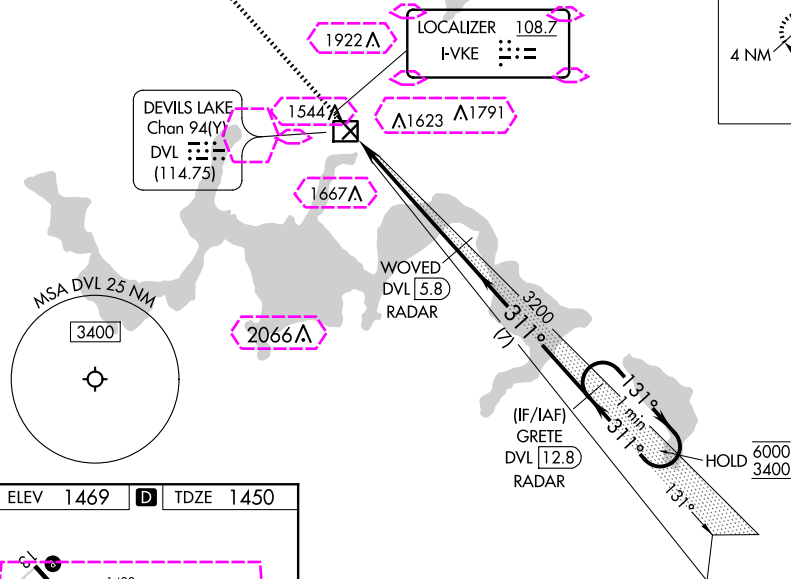 1922
LOCALIZER 108.7
I-VKE
4 NM
DEVILS LAKE
Chan 94(Y)
DVL
(114.75)
1544
1623 1791
1667
WOVED
DVL 5.8
RADAR
MSA DVL 25 NM
3400
2066
3200
311°
(7)
131°
1 min
311°
(IF/IAF)
GRETE
DVL 12.8
RADAR
HOLD 6000
3400
131°
ELEV 1469 D TDZE 1450
13